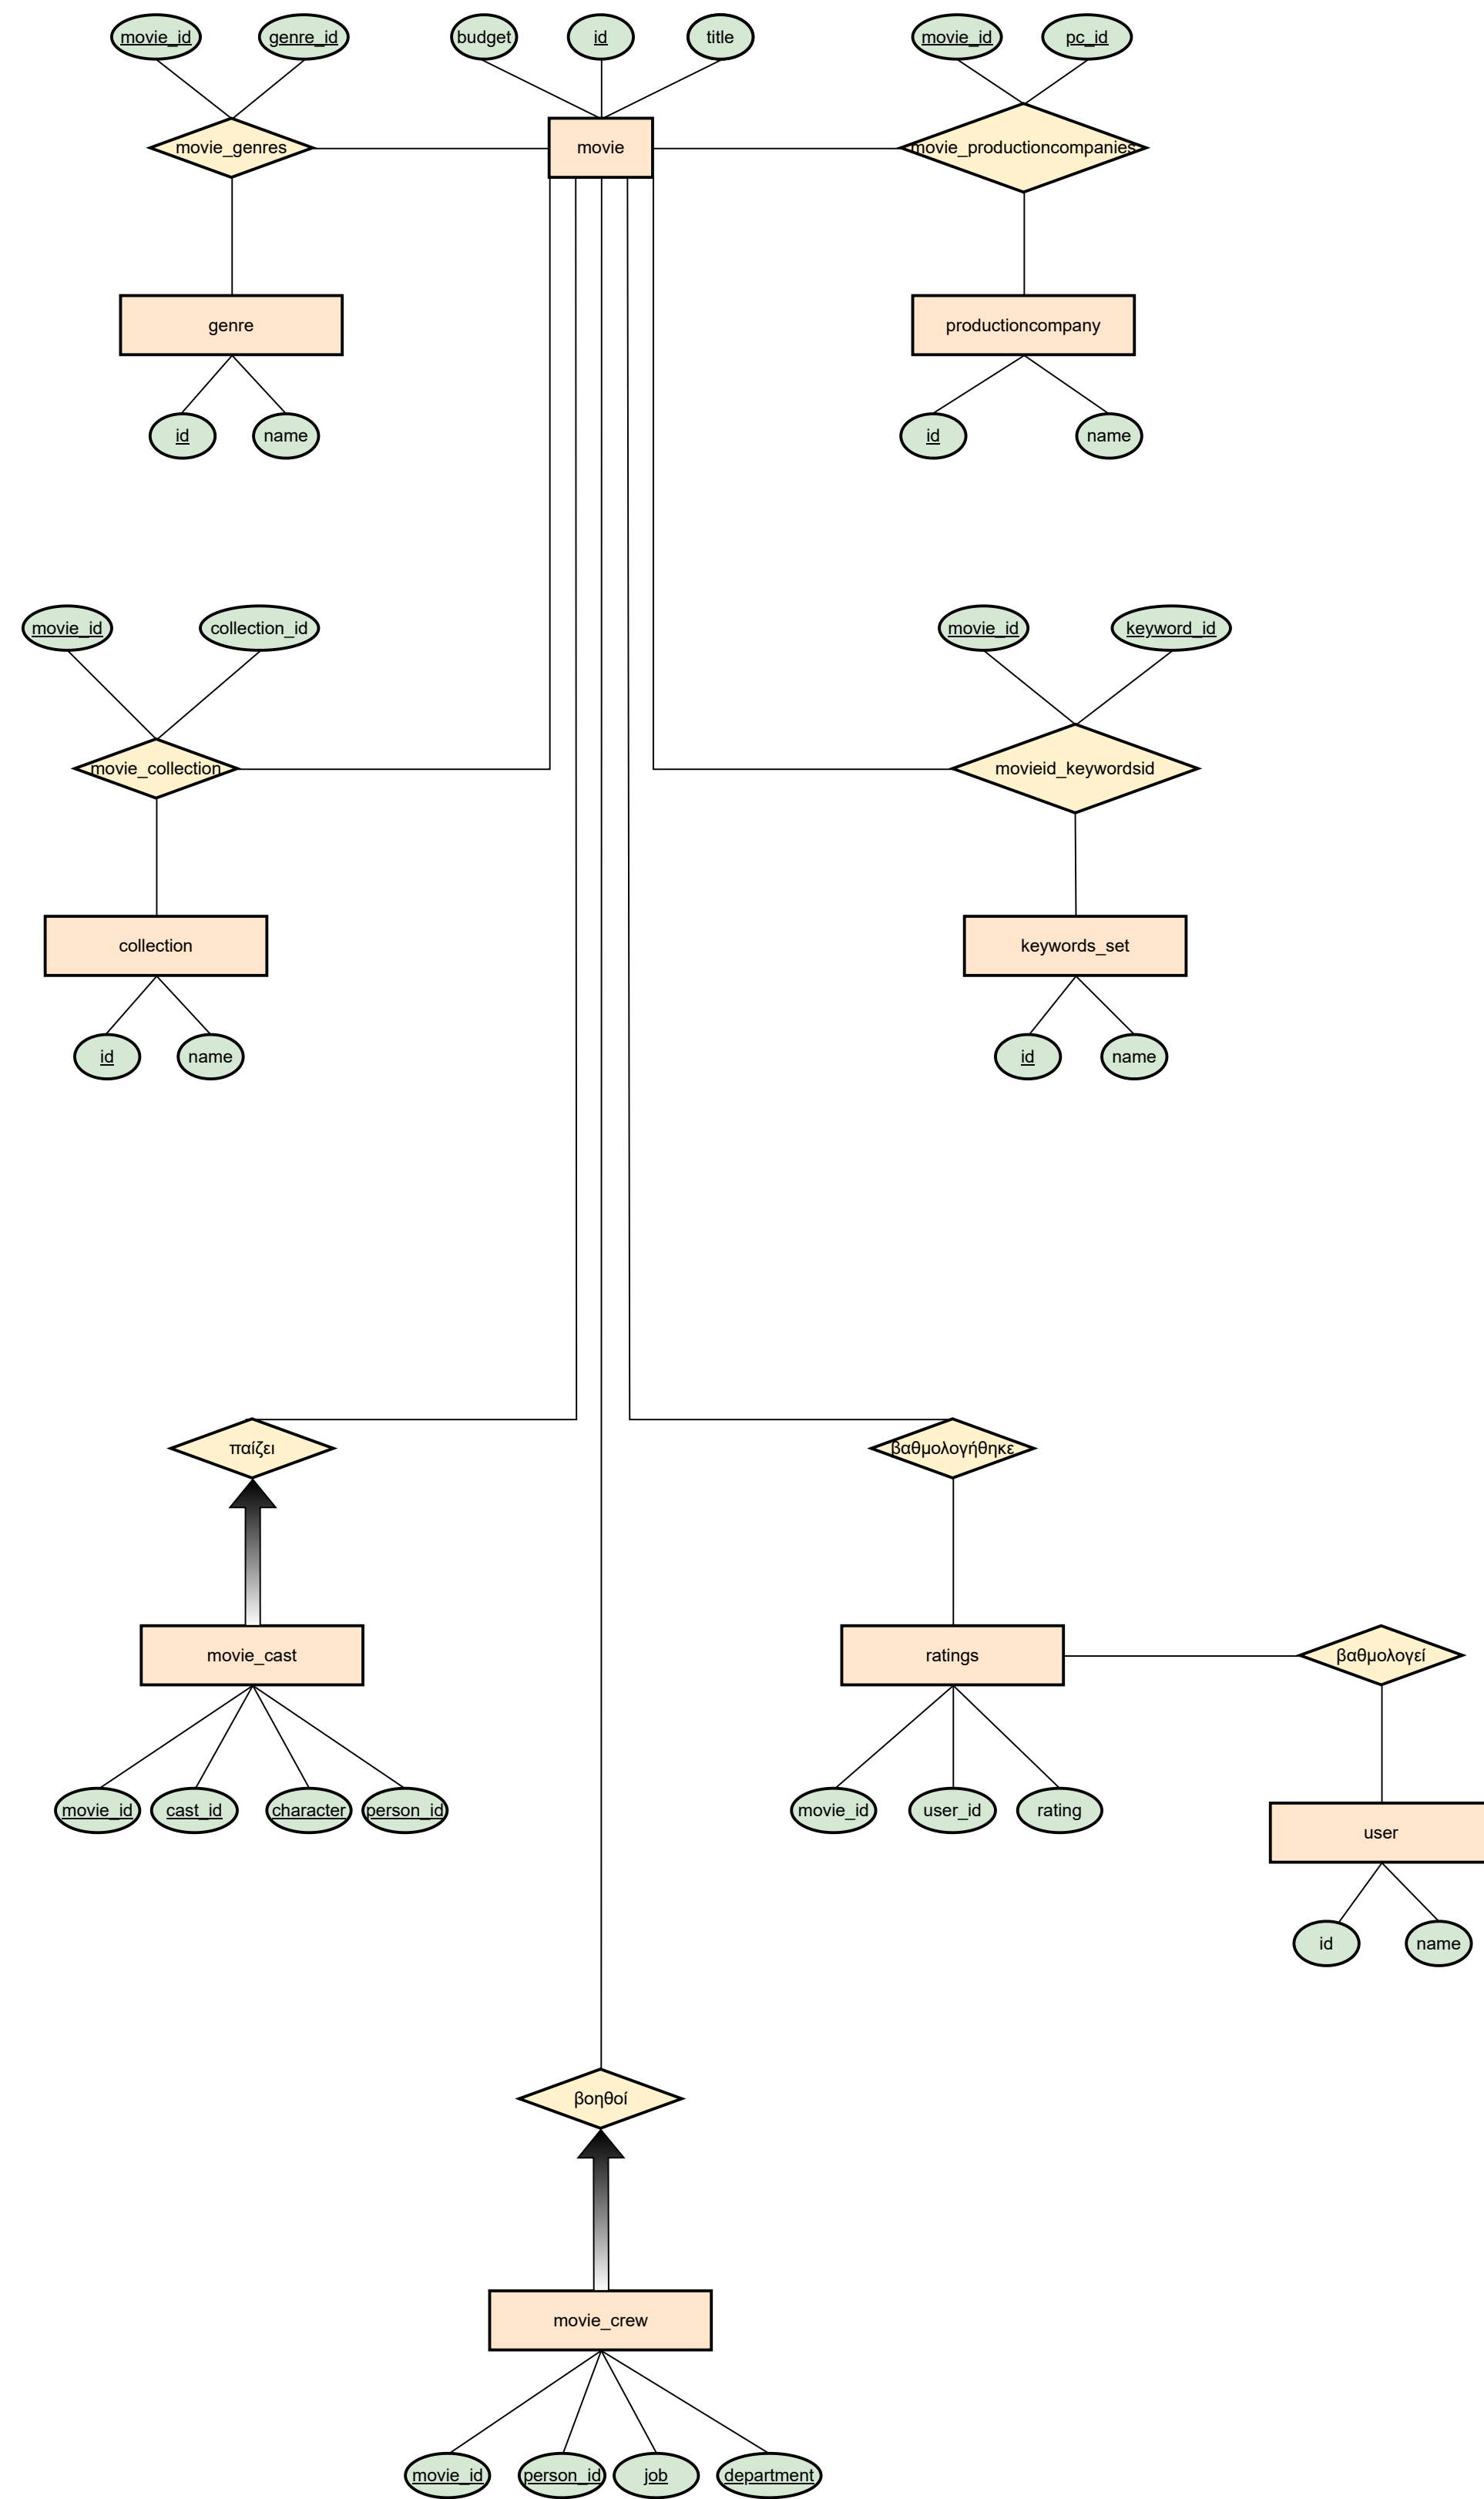 movie_id
genre_id
budget
id
title
movie_id
pc_id
movie_genres
movie
movie_productioncompanies
genre
productioncompany
id
name
id
name
movie_id
collection_id
movie_id
keyword_id
movie_collection
movieid_keywordsid
collection
keywords_set
id
name
id
name
παίζει
βαθμολογήθηκε
movie_cast
ratings
βαθμολογεί
movie_id
cast_id
character
person_id
movie_id
user_id
rating
user
id
name
βοηθοί
movie_crew
movie_id
person_id
job
department